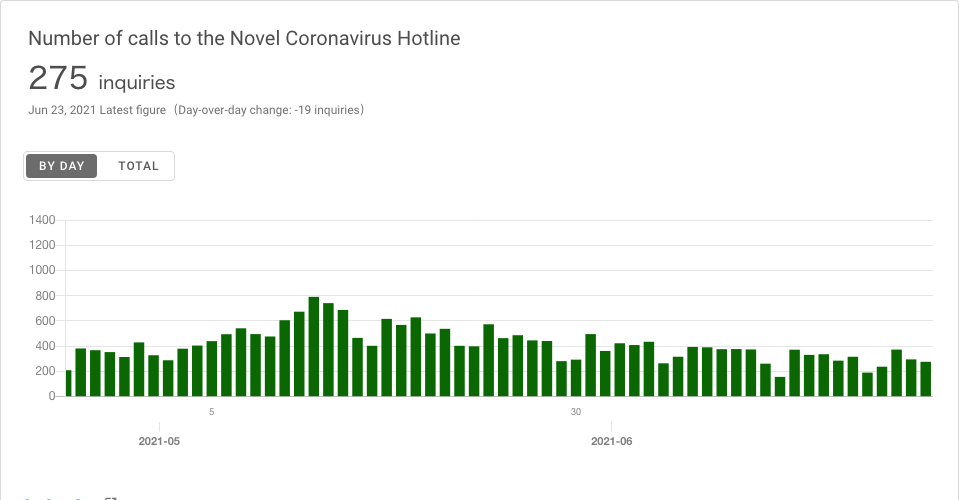 Number of calls to the Novel Coronavirus Hotline
275 inquiries
Jun 23, 2021 Latest figure（Day-over-day change: -19 inquiries）
BY DAY TOTAL
1400
1200
1000
800
600
400
200
0
5 30
2021-05 2021-06